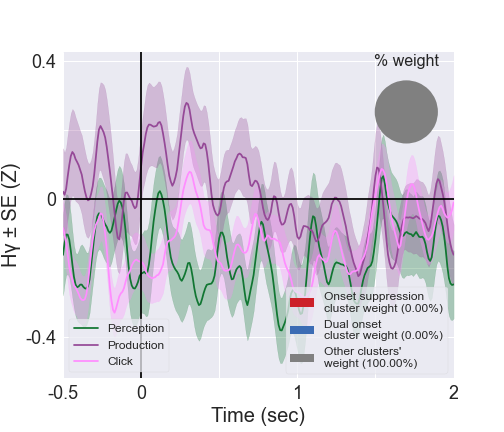 % weight
0.4
0
-0.4
Hγ ± SE (Z)
Perception
Production
Click
Onset suppression
cluster weight (0.00%)
Dual onset
cluster weight (0.00%)
Other clusters'
weight (100.00%)
-0.5
0
1
2
Time (sec)